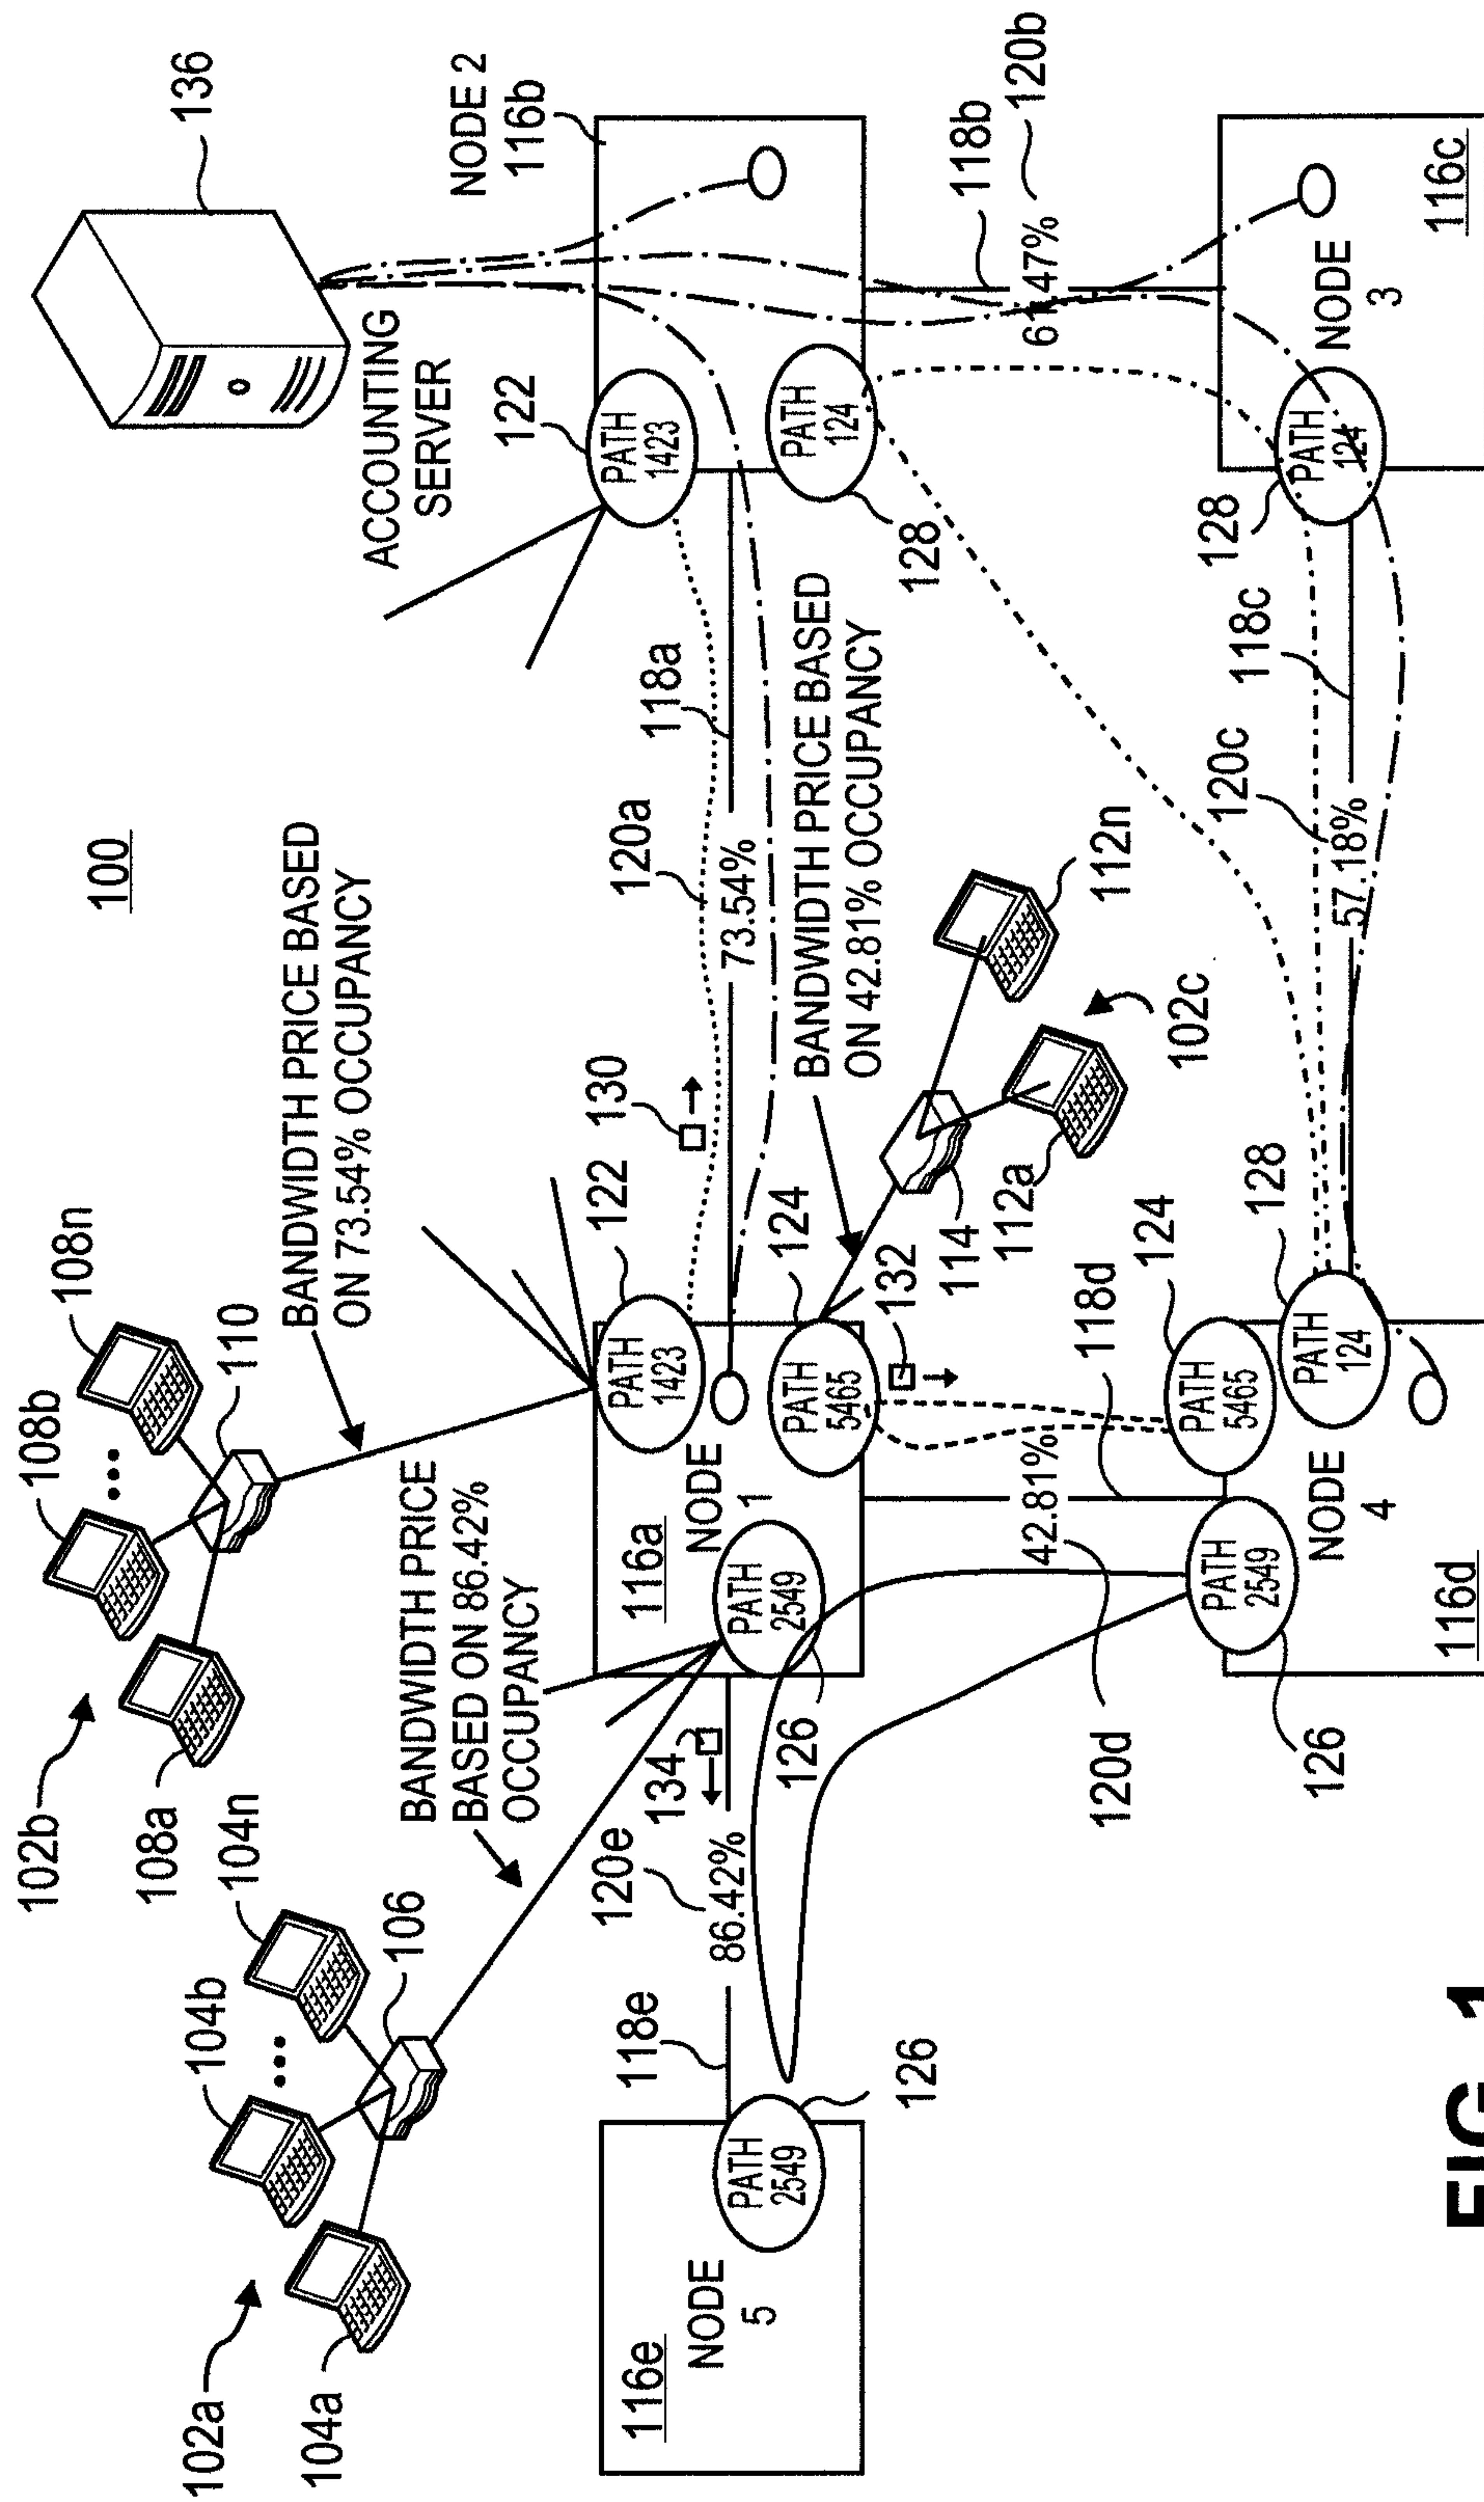 100
102b
108a
108b
108n
110
BANDWIDTH PRICE BASED
ON 73.54% OCCUPANCY
136
ACCOUNTING
SERVER
102a
104a
104b
104n
106
BANDWIDTH PRICE
BASED ON 86.42%
OCCUPANCY
122
130
120a
118a
122
NODE 2
116b
116e
NODE
5
PATH
2549
126
118e
120e
86.42%
134
116a
NODE
1
PATH
2549
126
PATH
1423
PATH
5465
124
132
73.54%
PATH
1423
PATH
124
128
BANDWIDTH PRICE BASED
ON 42.81% OCCUPANCY
114
112a
112n
102c
118b
120b
120d
42.81%
118d
124
128
120c
118c
128
126
PATH
2549
PATH
5465
PATH
124
NODE
4
116d
57.18%
PATH
124
NODE
3
116c